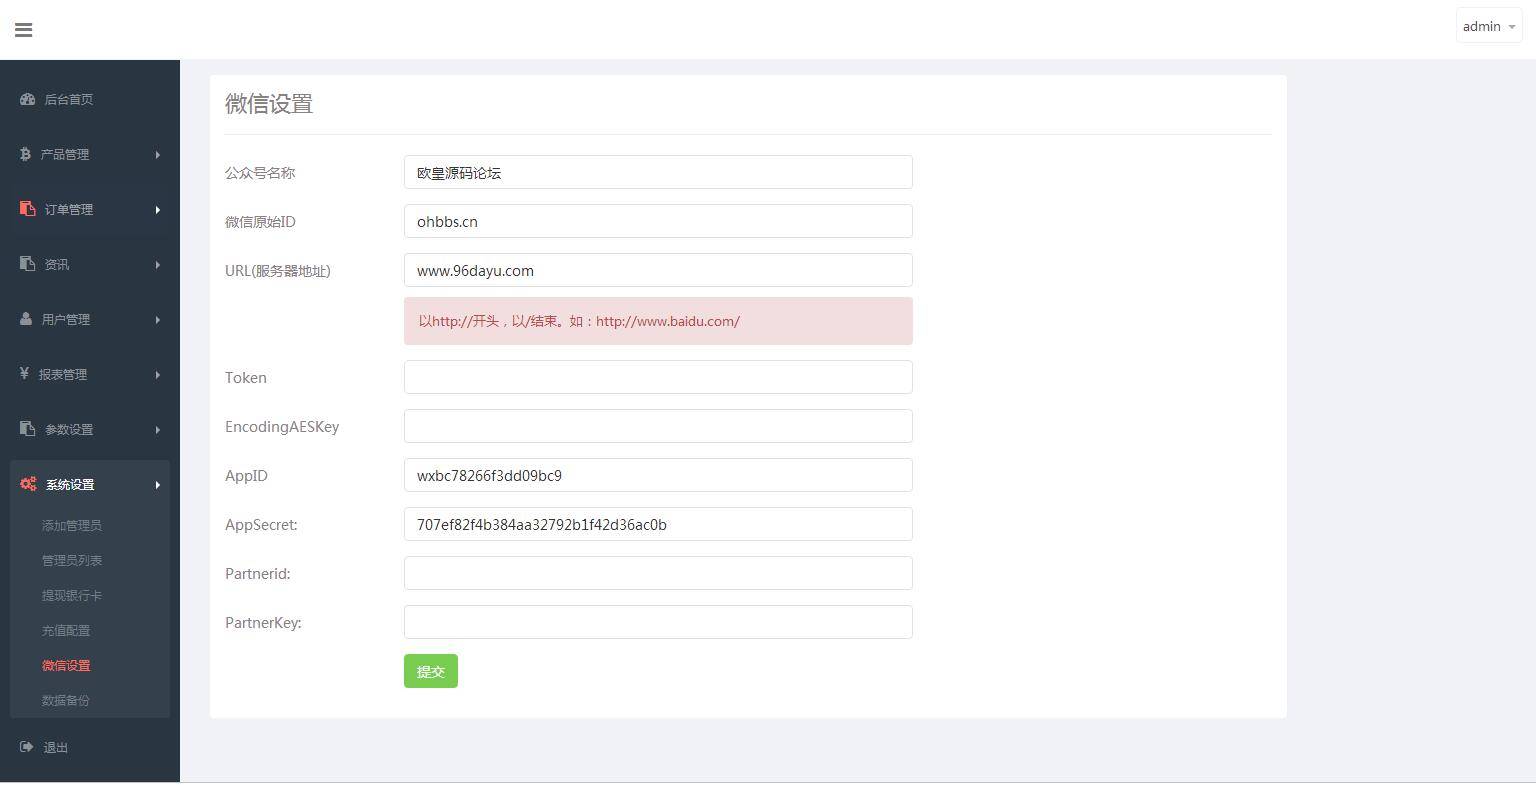 admin
后台首页
产品管理
订单管理
资讯
用户管理
¥ 报表管理
参数设置
系统设置
添加管理员
管理员列表
提现银行卡
充值配置
微信设置
数据备份
退出
微信设置
公众号名称 欧皇源码论坛
微信原始ID ohbbs.cn
URL(服务器地址) www.96dayu.com
以http://开头，以/结束。如：http://www.baidu.com/
Token
EncodingAESKey
AppID wxbc78266f3dd09bc9
AppSecret: 707ef82f4b384aa32792b1f42d36ac0b
Partnerid:
PartnerKey:
提交